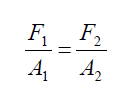 F₁/A₁ = F₂/A₂